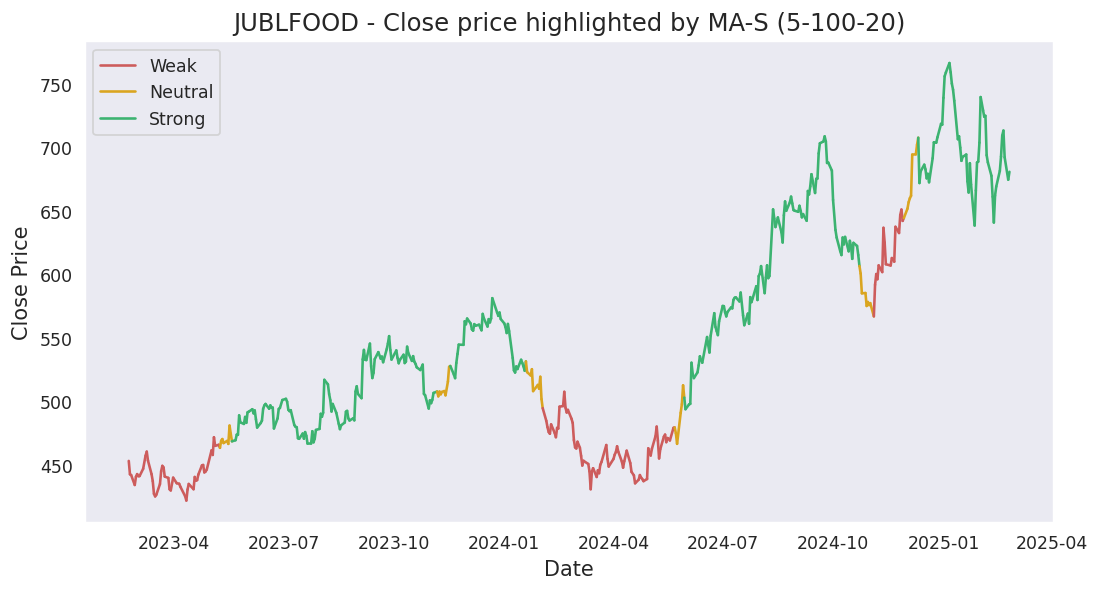 JUBLFOOD - Close price highlighted by MA-S (5-100-20)
Weak
Neutral
Strong
Close Price
750
700
650
600
550
500
450
2023-04 2023-07 2023-10 2024-01 2024-04 2024-07 2024-10 2025-01 2025-04
Date